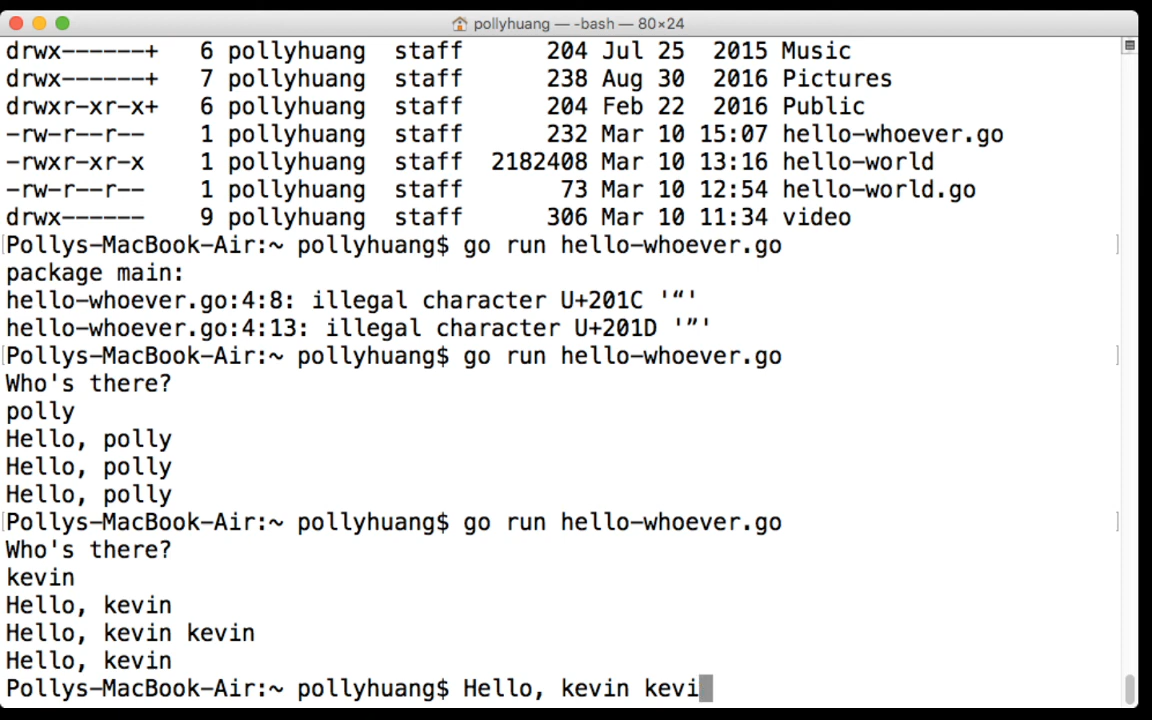 pollyhuang — -bash — 80×24
drwx------+ 6 pollyhuang staff 204 Jul 25 2015 Music
drwx------+ 7 pollyhuang staff 238 Aug 30 2016 Pictures
drwxr-xr-x+ 6 pollyhuang staff 204 Feb 22 2016 Public
-rw-r--r-- 1 pollyhuang staff 232 Mar 10 15:07 hello-whoever.go
-rwxr-xr-x 1 pollyhuang staff 2182408 Mar 10 13:16 hello-world
-rw-r--r-- 1 pollyhuang staff 73 Mar 10 12:54 hello-world.go
drwx------ 9 pollyhuang staff 306 Mar 10 11:34 video
[Pollys-MacBook-Air:~ pollyhuang$ go run hello-whoever.go ]
package main:
hello-whoever.go:4:8: illegal character U+201C '“'
hello-whoever.go:4:13: illegal character U+201D '”'
[Pollys-MacBook-Air:~ pollyhuang$ go run hello-whoever.go ]
Who's there?
polly
Hello, polly
Hello, polly
Hello, polly
[Pollys-MacBook-Air:~ pollyhuang$ go run hello-whoever.go ]
Who's there?
kevin
Hello, kevin
Hello, kevin kevin
Hello, kevin
Pollys-MacBook-Air:~ pollyhuang$ Hello, kevin kevi